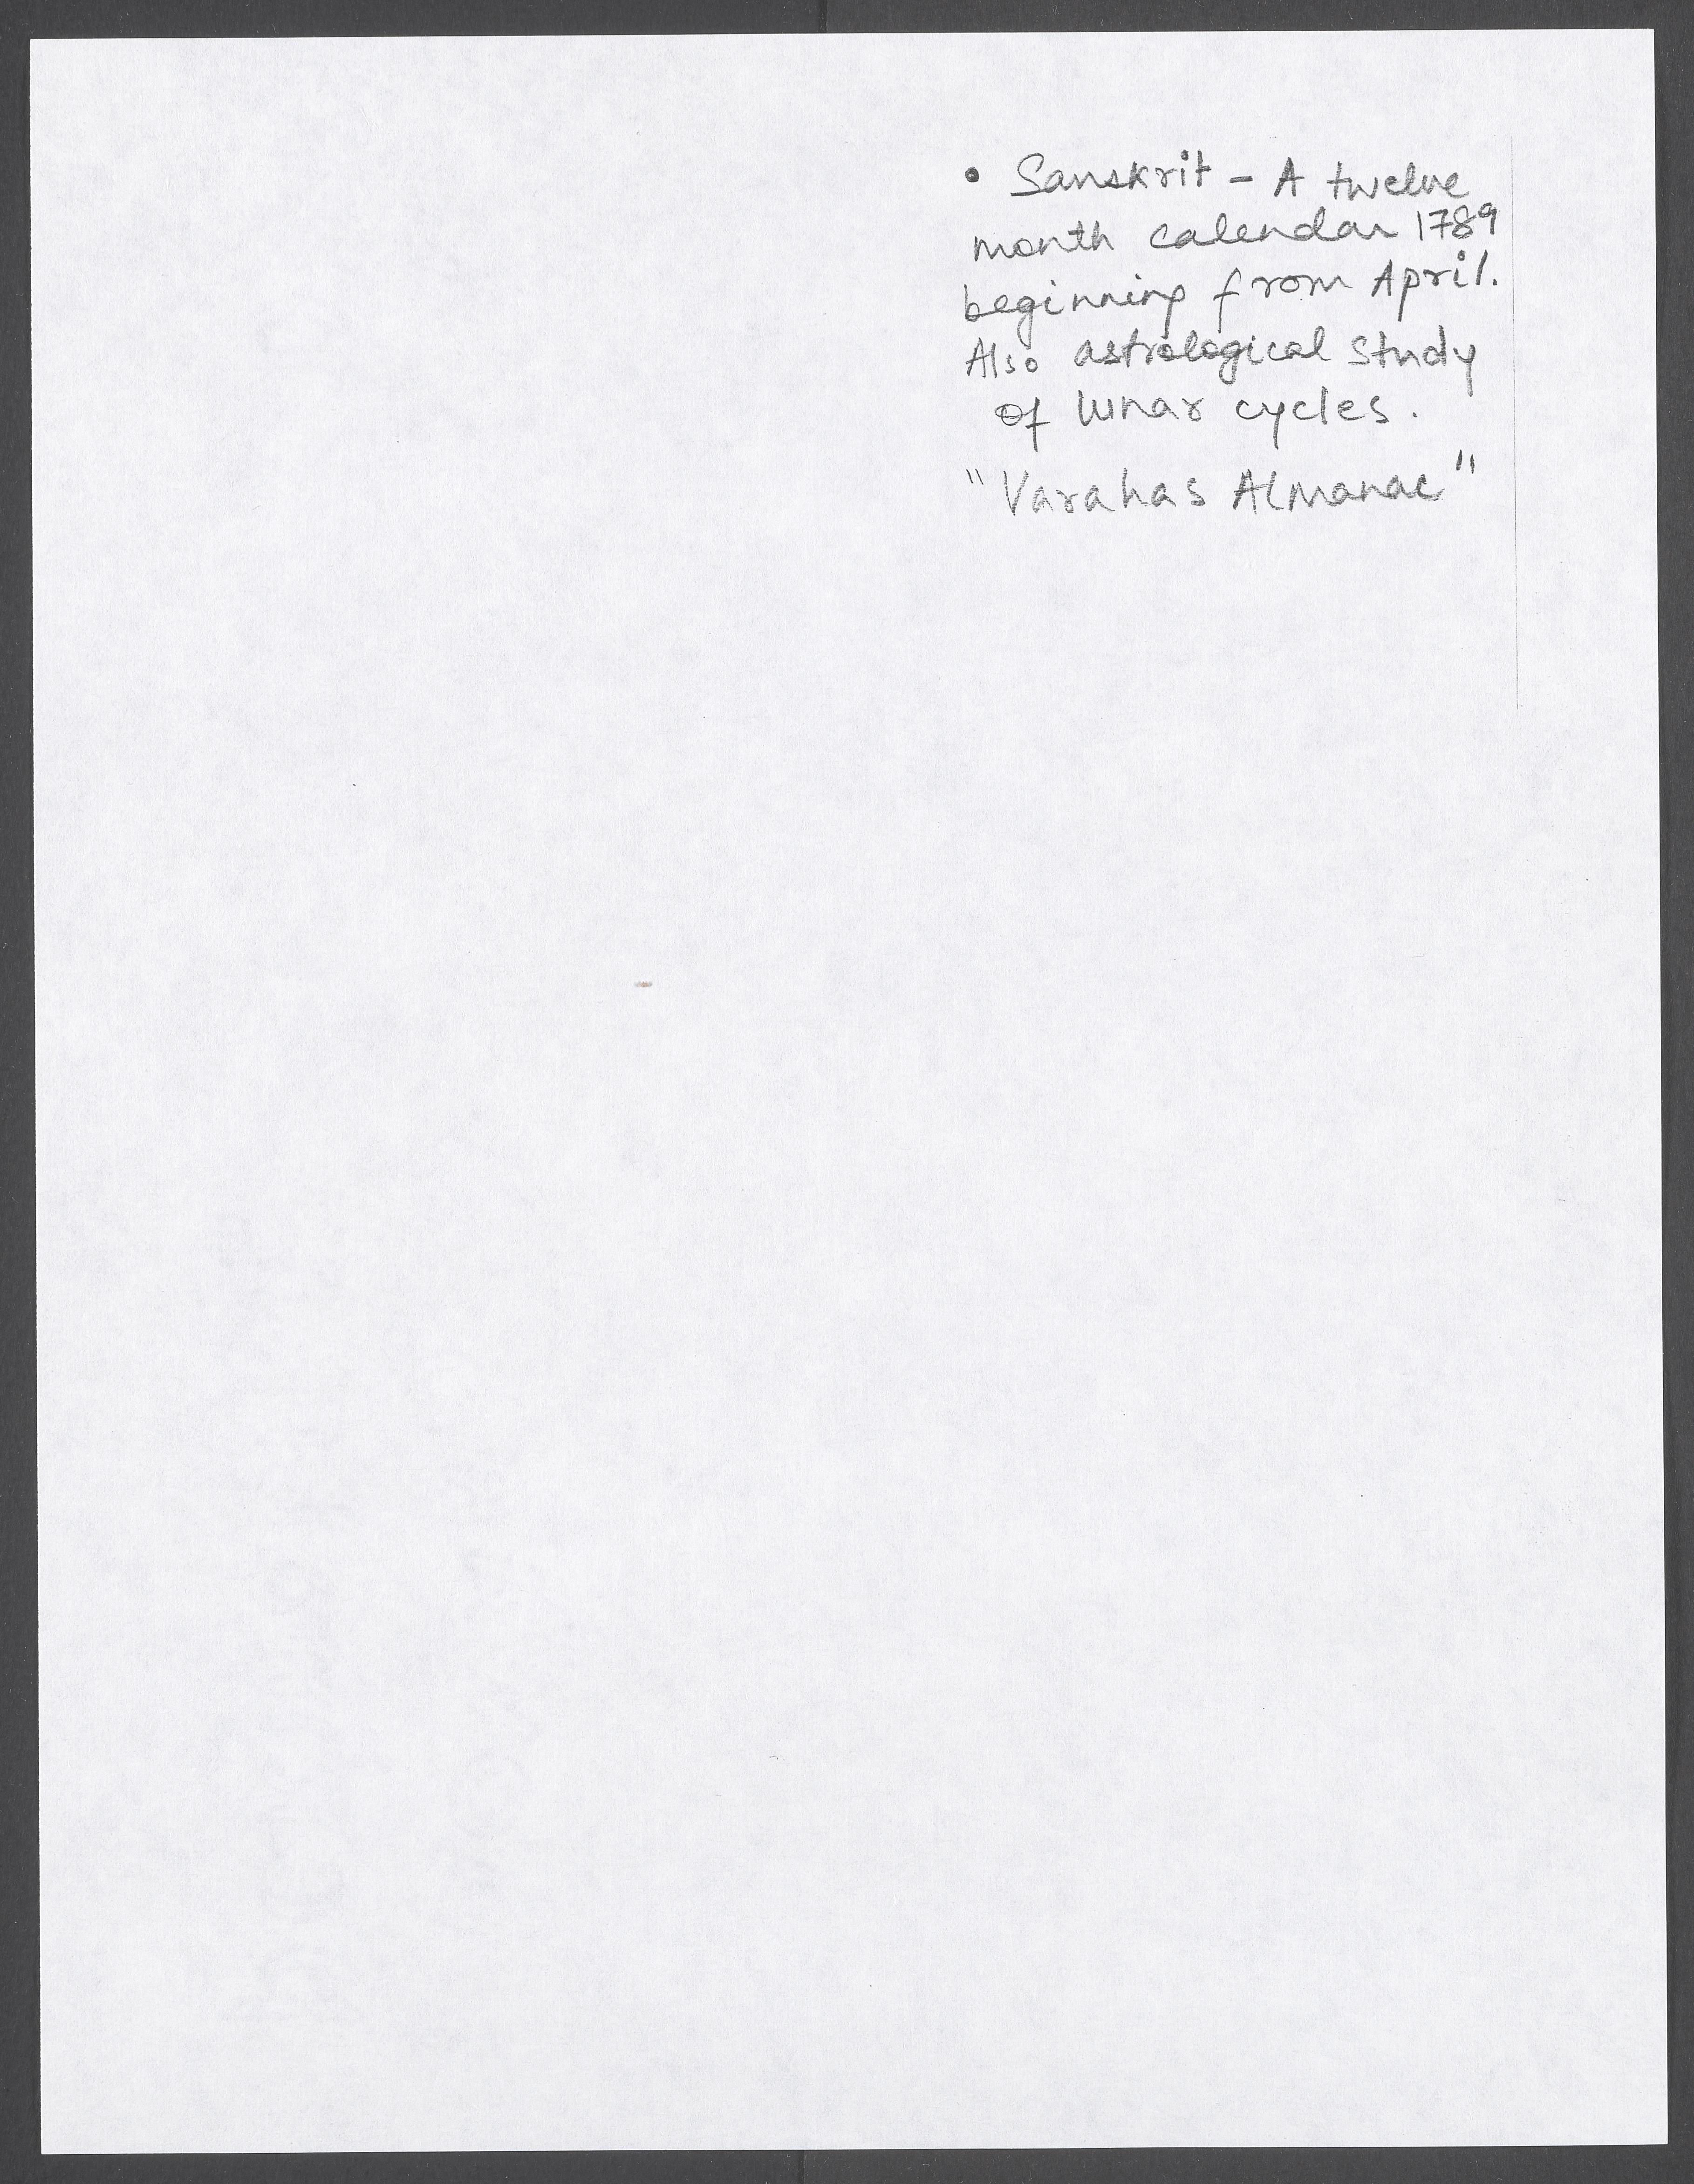 • Sanskrit - A twelve
month calendar 1789
beginning from April.
Also astrological study
of lunar cycles.
"Varahas Almanac"